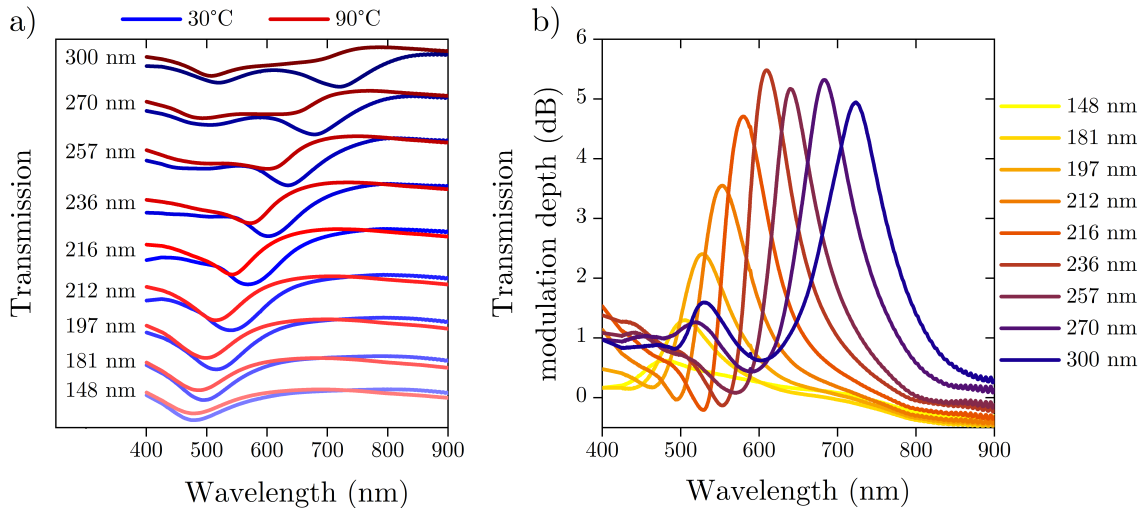 a)
30°C
90°C
300 nm
270 nm
257 nm
236 nm
216 nm
212 nm
197 nm
181 nm
148 nm
Transmission
400 500 600 700 800 900
Wavelength (nm)
b)
6
5
4
3
2
1
0
Transmission
modulation depth (dB)
400 500 600 700 800 900
Wavelength (nm)
148 nm
181 nm
197 nm
212 nm
216 nm
236 nm
257 nm
270 nm
300 nm